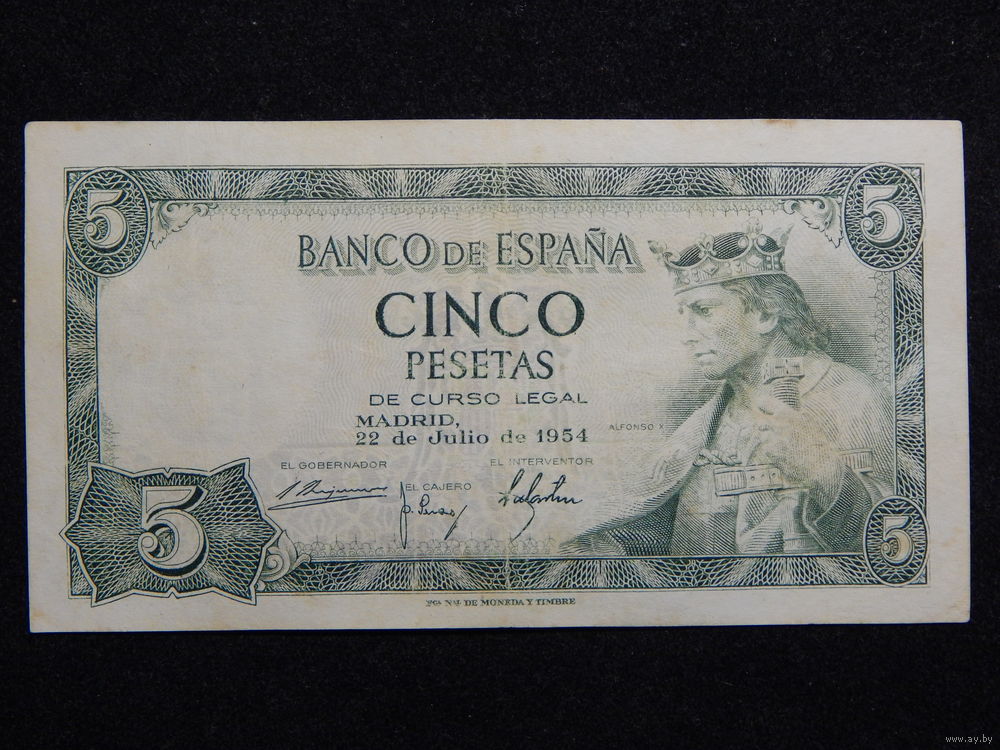 5 5
BANCO DE ESPAÑA
CINCO
PESETAS
DE CURSO LEGAL
MADRID,
22 de Julio de 1954
ALFONSO X
EL GOBERNADOR EL INTERVENTOR
EL CAJERO
5 5
Fca Nal DE MONEDA Y TIMBRE
www.ay.by